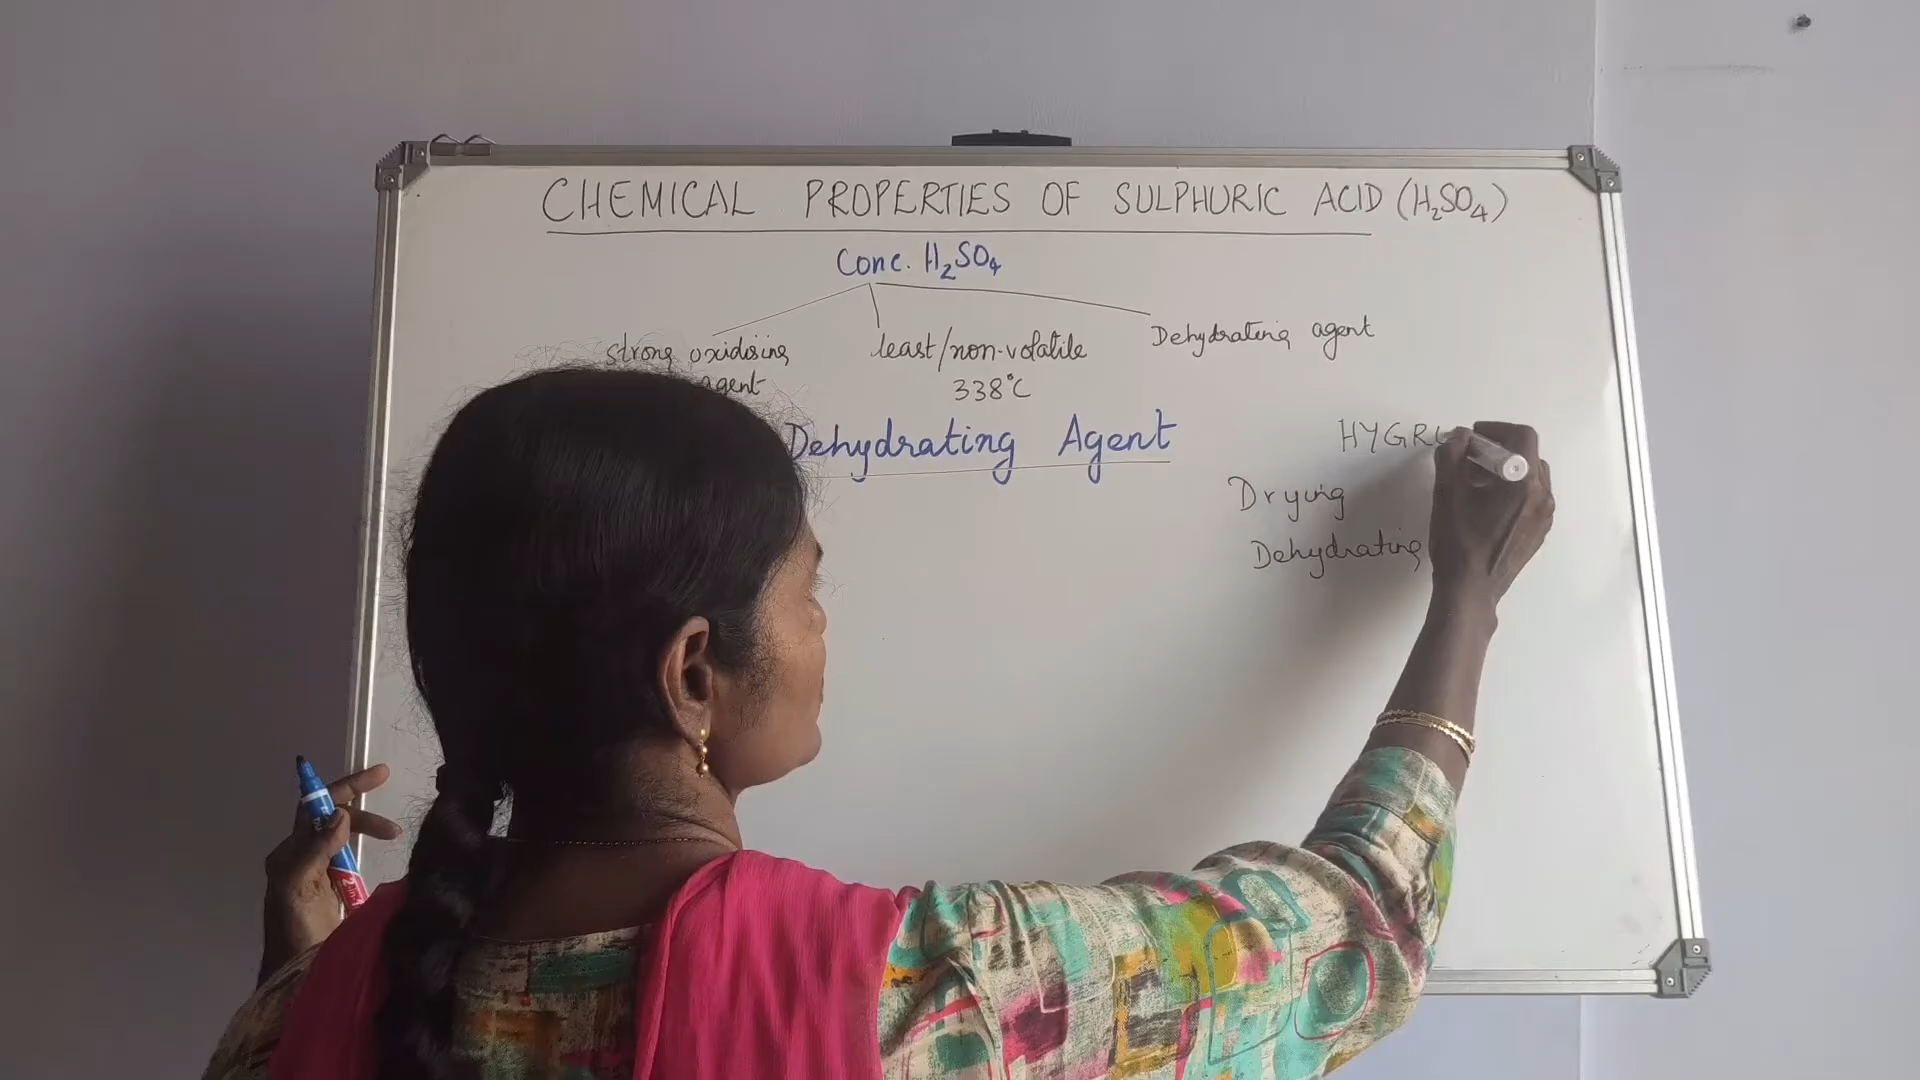 CHEMICAL PROPERTIES OF SULPHURIC ACID (H₂SO₄)
Conc. H₂SO₄
strong oxidising
agent
least/non-volatile
338°C
Dehydrating agent
Dehydrating Agent
HYGR
Drying
Dehydrating